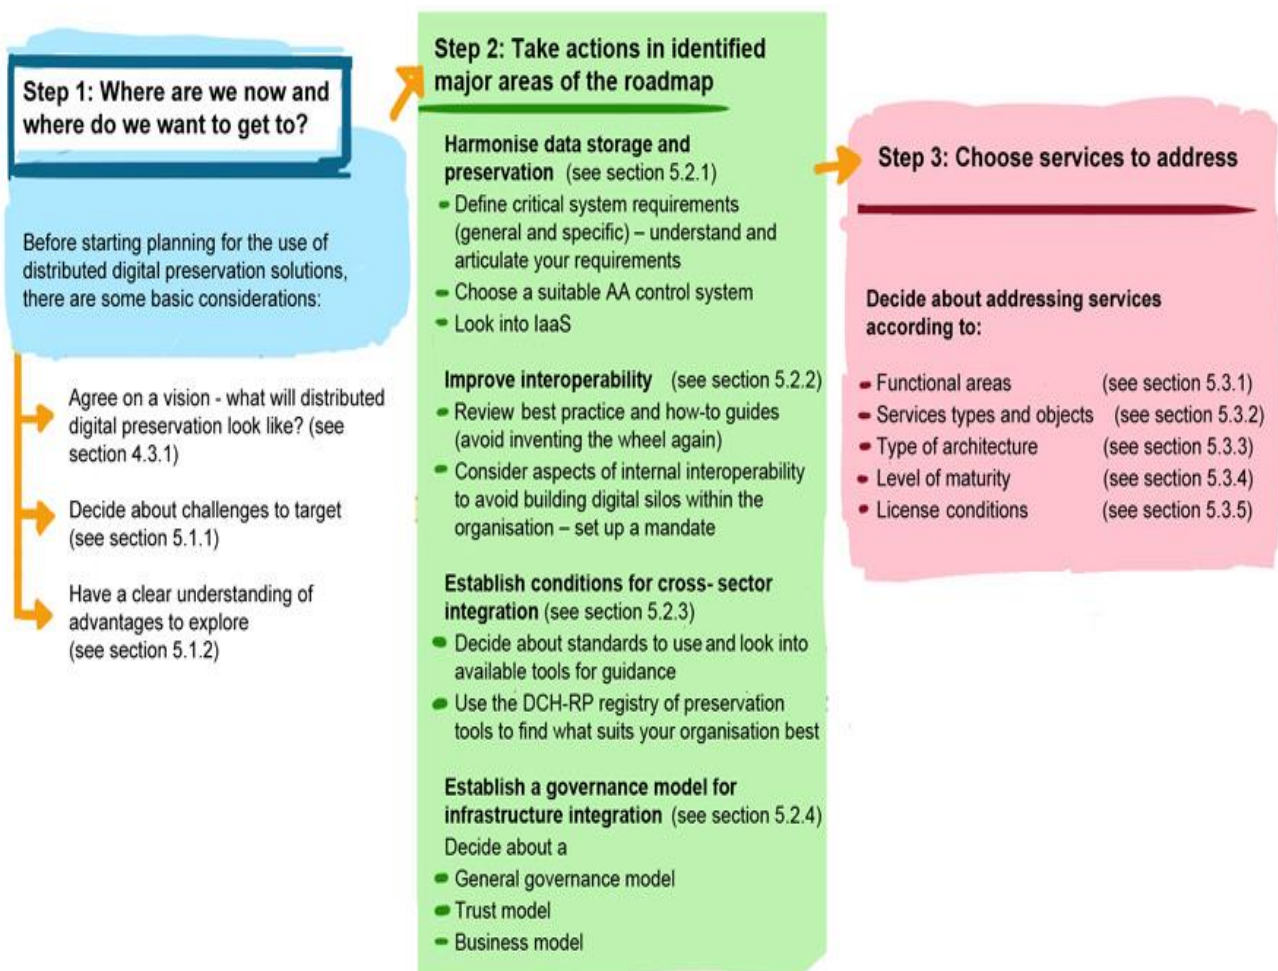 Step 1: Where are we now and
where do we want to get to?
Before starting planning for the use of
distributed digital preservation solutions,
there are some basic considerations:
Agree on a vision - what will distributed
digital preservation look like? (see
section 4.3.1)
Decide about challenges to target
(see section 5.1.1)
Have a clear understanding of
advantages to explore
(see section 5.1.2)
Step 2: Take actions in identified
major areas of the roadmap
Harmonise data storage and
preservation (see section 5.2.1)
Define critical system requirements
(general and specific) – understand and
articulate your requirements
Choose a suitable AA control system
Look into IaaS
Improve interoperability (see section 5.2.2)
Review best practice and how-to guides
(avoid inventing the wheel again)
Consider aspects of internal interoperability
to avoid building digital silos within the
organisation – set up a mandate
Establish conditions for cross- sector
integration (see section 5.2.3)
Decide about standards to use and look into
available tools for guidance
Use the DCH-RP registry of preservation
tools to find what suits your organisation best
Establish a governance model for
infrastructure integration (see section 5.2.4)
Decide about a
General governance model
Trust model
Business model
Step 3: Choose services to address
Decide about addressing services
according to:
Functional areas (see section 5.3.1)
Services types and objects (see section 5.3.2)
Type of architecture (see section 5.3.3)
Level of maturity (see section 5.3.4)
License conditions (see section 5.3.5)